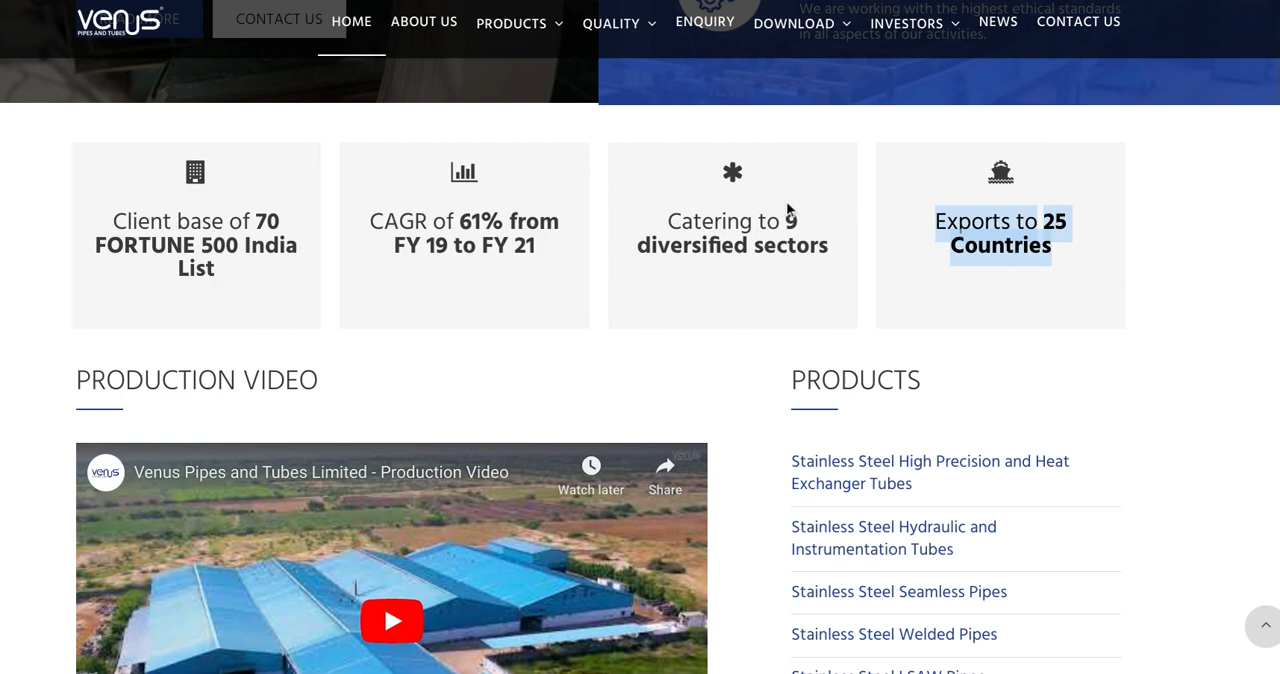 We are working with the highest ethical standards
in all aspects of our activities.
venus
PIPES AND TUBES
CONTACT US
HOME
ABOUT US
PRODUCTS
QUALITY
ENQUIRY
DOWNLOAD
INVESTORS
NEWS
CONTACT US
Client base of 70
FORTUNE 500 India
List
CAGR of 61% from
FY 19 to FY 21
Catering to 9
diversified sectors
Exports to 25
Countries
PRODUCTION VIDEO
venus
Venus Pipes and Tubes Limited - Production Video
Watch later
Share
PRODUCTS
Stainless Steel High Precision and Heat
Exchanger Tubes
Stainless Steel Hydraulic and
Instrumentation Tubes
Stainless Steel Seamless Pipes
Stainless Steel Welded Pipes